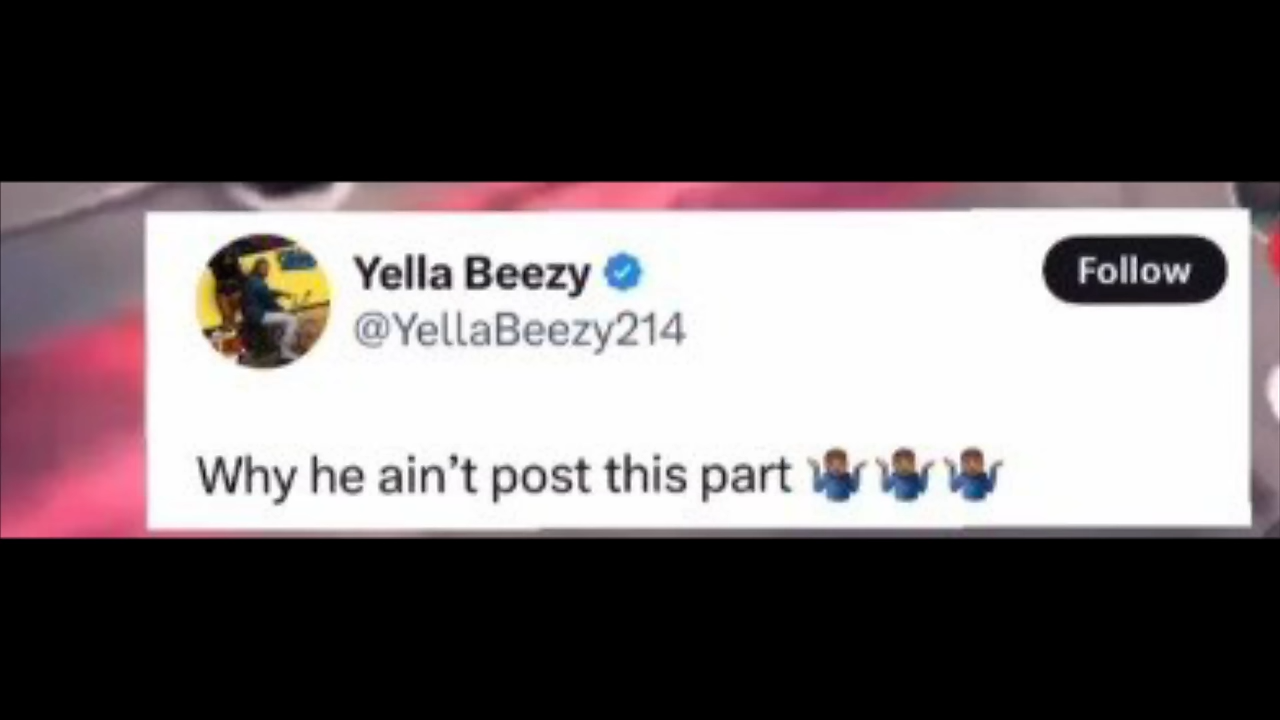 Yella Beezy
Follow
@YellaBeezy214
Why he ain’t post this part 🤷🏽‍♂️🤷🏽‍♂️🤷🏽‍♂️